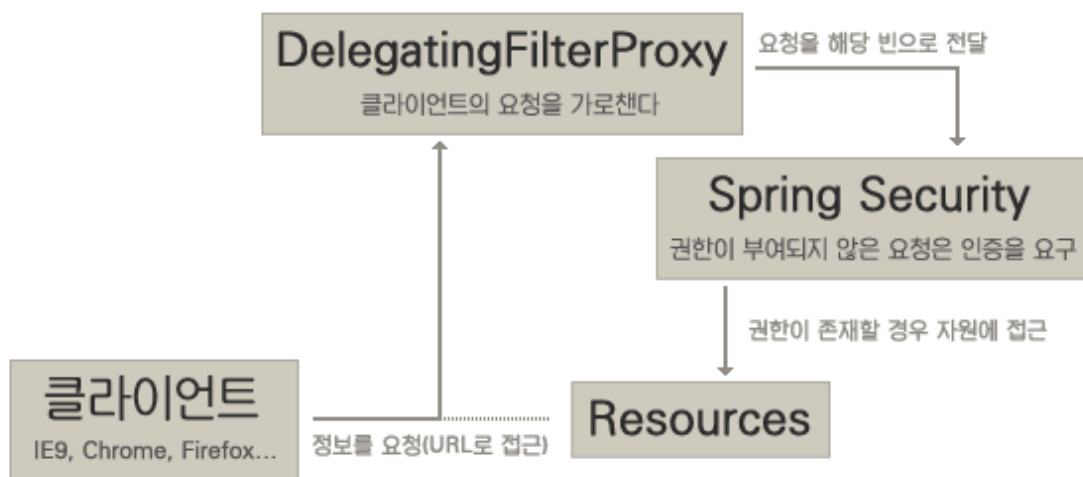 DelegatingFilterProxy
클라이언트의 요청을 가로챈다
요청을 해당 빈으로 전달
Spring Security
권한이 부여되지 않은 요청은 인증을 요구
권한이 존재할 경우 자원에 접근
클라이언트
IE9, Chrome, Firefox...
정보를 요청(URL로 접근)
Resources